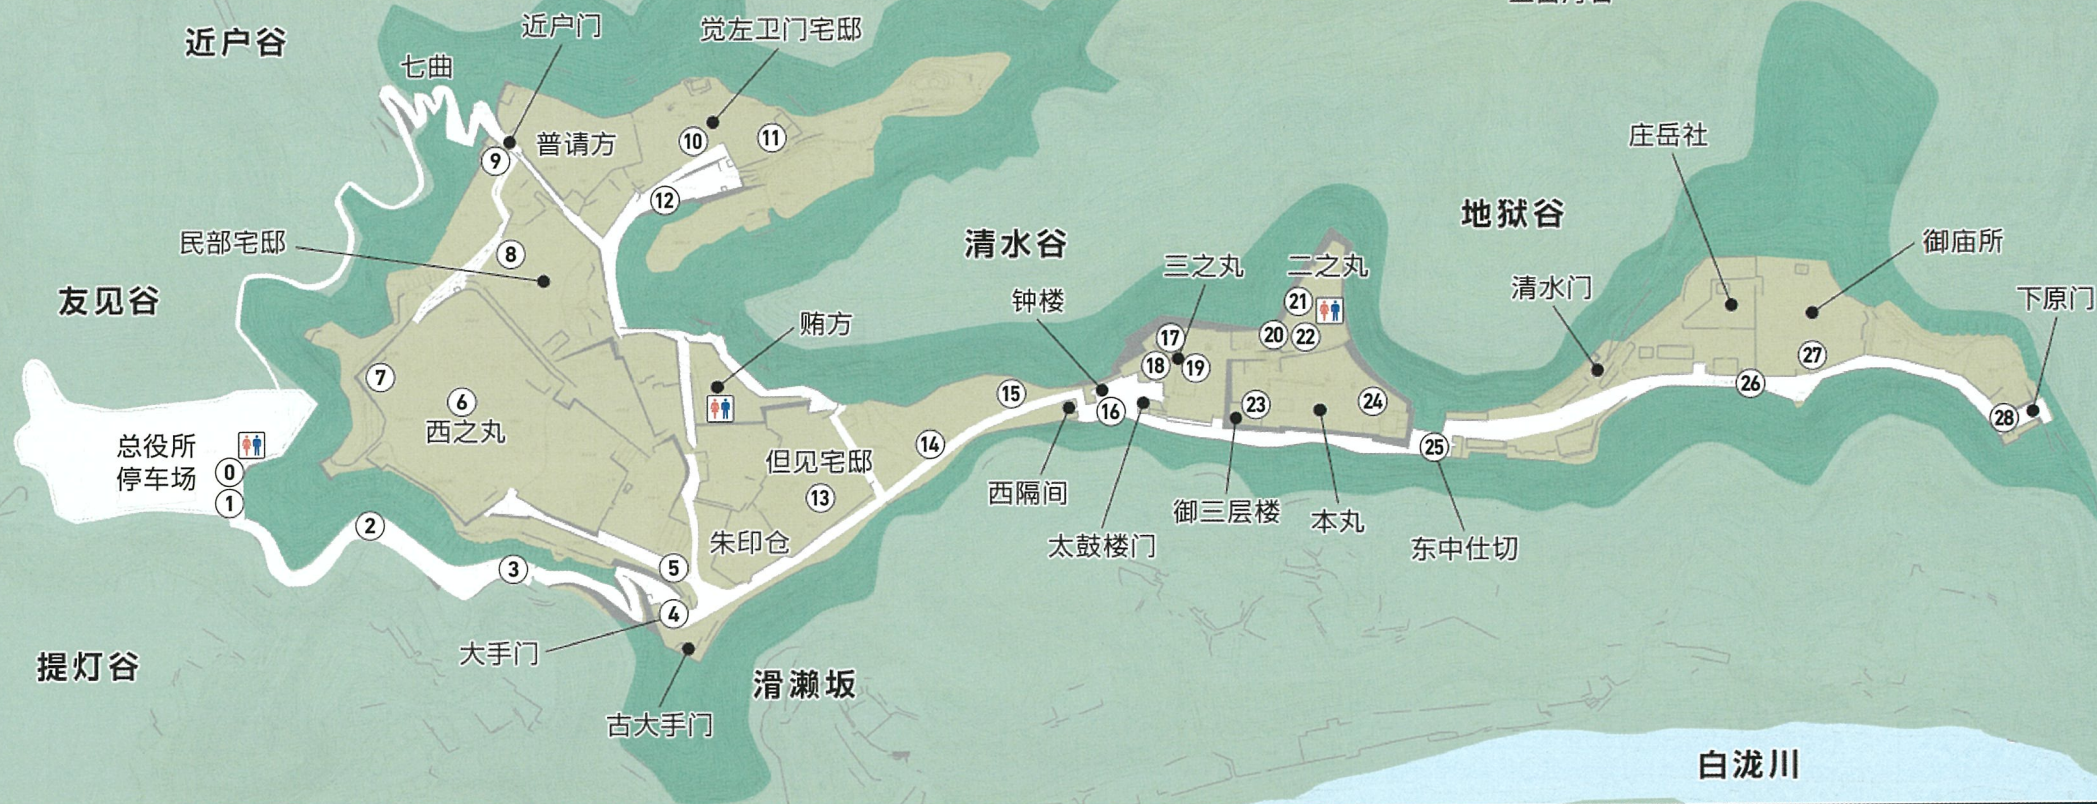 近户谷
七曲
近户门
觉左卫门宅邸
普请方
9
10
11
12
民部宅邸
8
友见谷
7
6
西之丸
贿方
总役所
停车场
0
1
2
3
5
4
大手门
古大手门
提灯谷
滑濑坂
朱印仓
但见宅邸
13
14
15
清水谷
钟楼
三之丸
二之丸
17
18
19
20
21
22
16
23
24
25
西隔间
太鼓楼门
御三层楼
本丸
东中仕切
地狱谷
清水门
庄岳社
御庙所
下原门
26
27
28
白泷川